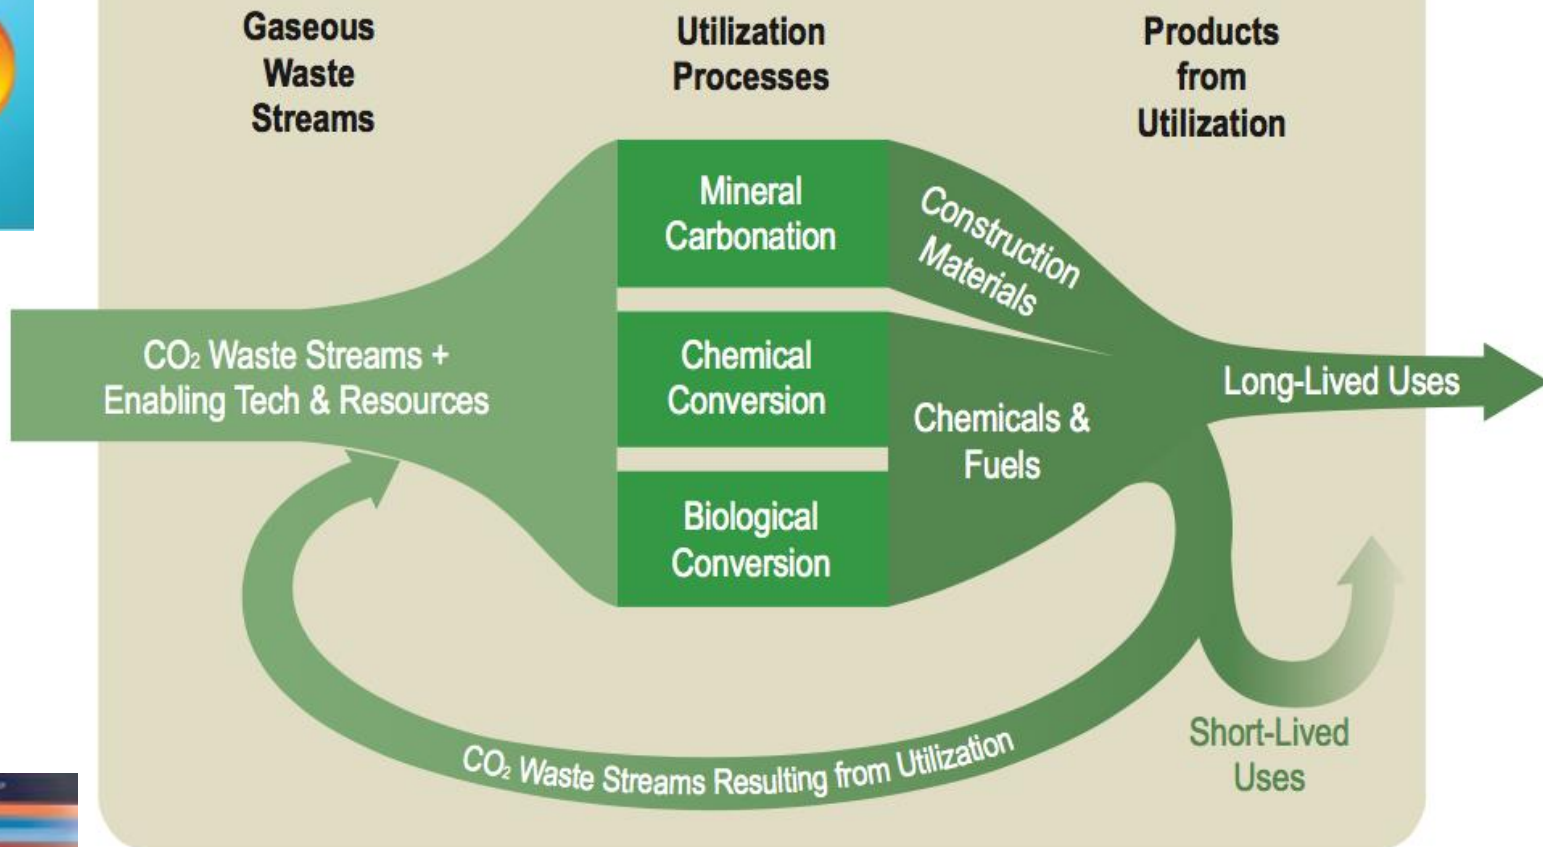 Gaseous
Waste
Streams
Utilization
Processes
Products
from
Utilization
Mineral
Carbonation
Construction
Materials
CO₂ Waste Streams +
Enabling Tech & Resources
Chemical
Conversion
Chemicals &
Fuels
Long-Lived Uses
Biological
Conversion
CO₂ Waste Streams Resulting from Utilization
Short-Lived
Uses